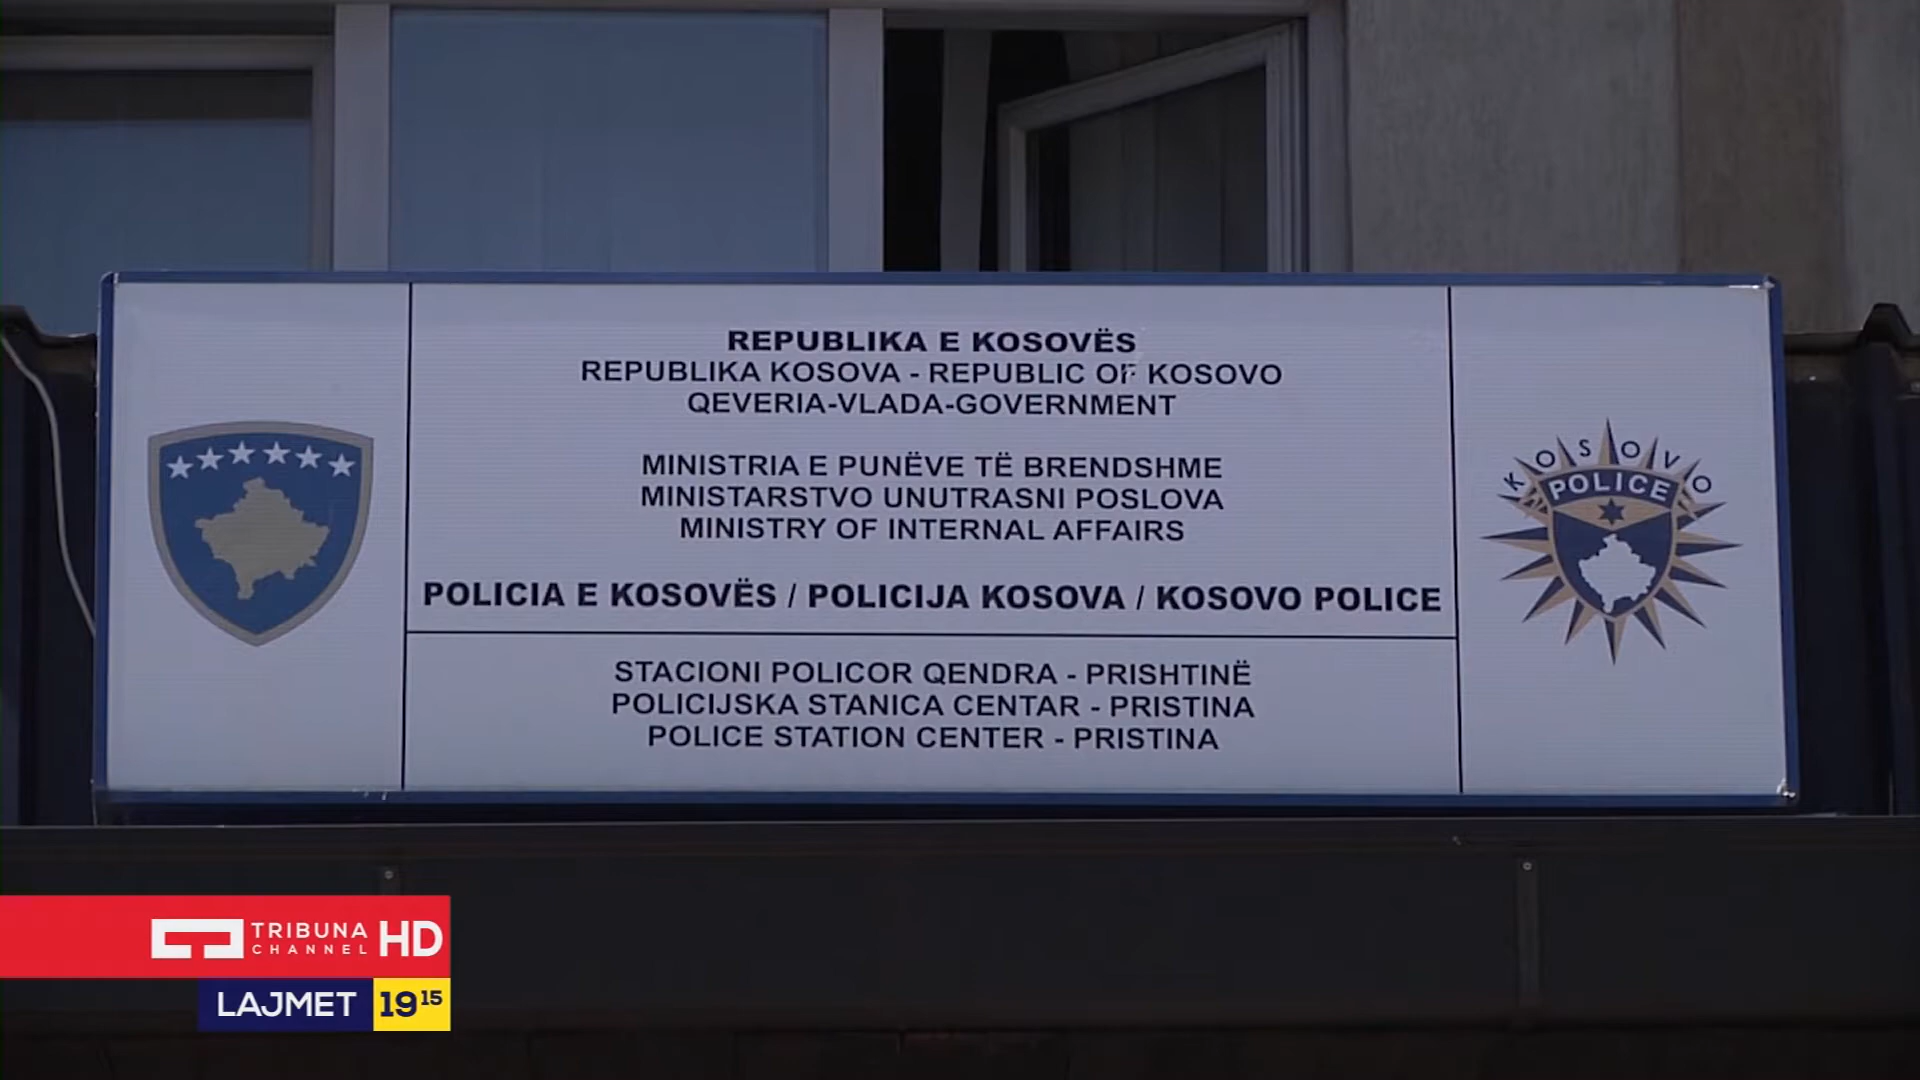 REPUBLIKA E KOSOVËS
REPUBLIKA KOSOVA - REPUBLIC OF KOSOVO
QEVERIA-VLADA-GOVERNMENT
MINISTRIA E PUNËVE TË BRENDSHME
MINISTARSTVO UNUTRASNI POSLOVA
MINISTRY OF INTERNAL AFFAIRS
POLICIA E KOSOVËS / POLICIJA KOSOVA / KOSOVO POLICE
STACIONI POLICOR QENDRA - PRISHTINË
POLICIJSKA STANICA CENTAR - PRISTINA
POLICE STATION CENTER - PRISTINA
KOSOVO
POLICE
TRIBUNA
CHANNEL
HD
LAJMET 19 15